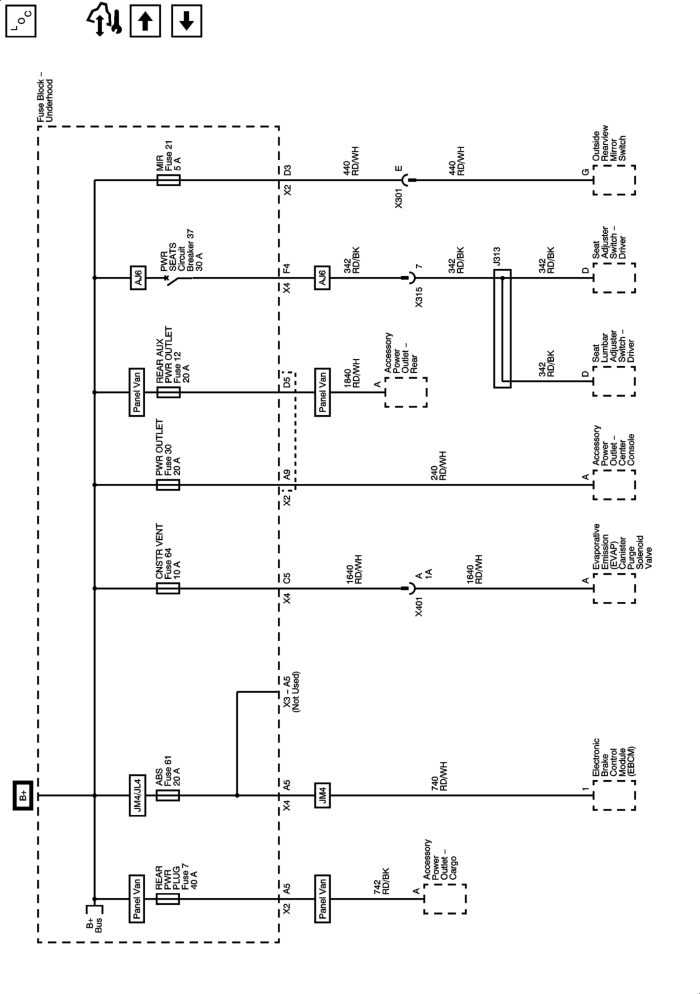 LOC
Fuse Block –
Underhood
B+
B+
Bus
Panel Van
REAR
PWR
PLUG
Fuse 7
40 A
A5
X2
Panel Van
742
RD/BK
A
Accessory
Power
Outlet –
Cargo
JM4/JL4
ABS
Fuse 61
20 A
A5
X4
JM4
740
RD/WH
1
Electronic
Brake
Control
Module
(EBCM)
X3 – A5
(Not Used)
CNSTR VENT
Fuse 64
10 A
C5
X4
1640
RD/WH
A
1A
X401
1640
RD/WH
A
Evaporative
Emission
(EVAP)
Canister
Purge
Solenoid
Valve
PWR OUTLET
Fuse 30
20 A
A9
X2
240
RD/WH
A
Accessory
Power
Outlet –
Center
Console
Panel Van
REAR AUX
PWR OUTLET
Fuse 12
20 A
D5
Panel Van
1840
RD/WH
A
Accessory
Power
Outlet –
Rear
AJ6
PWR
SEATS
Circuit
Breaker 37
30 A
F4
X4
AJ6
342
RD/BK
7
X315
342
RD/BK
J313
342
RD/BK
D
Seat
Lumbar
Adjuster
Switch –
Driver
342
RD/BK
D
Seat
Adjuster
Switch –
Driver
MIR
Fuse 21
5 A
D3
X2
440
RD/WH
E
X301
440
RD/WH
G
Outside
Rearview
Mirror
Switch